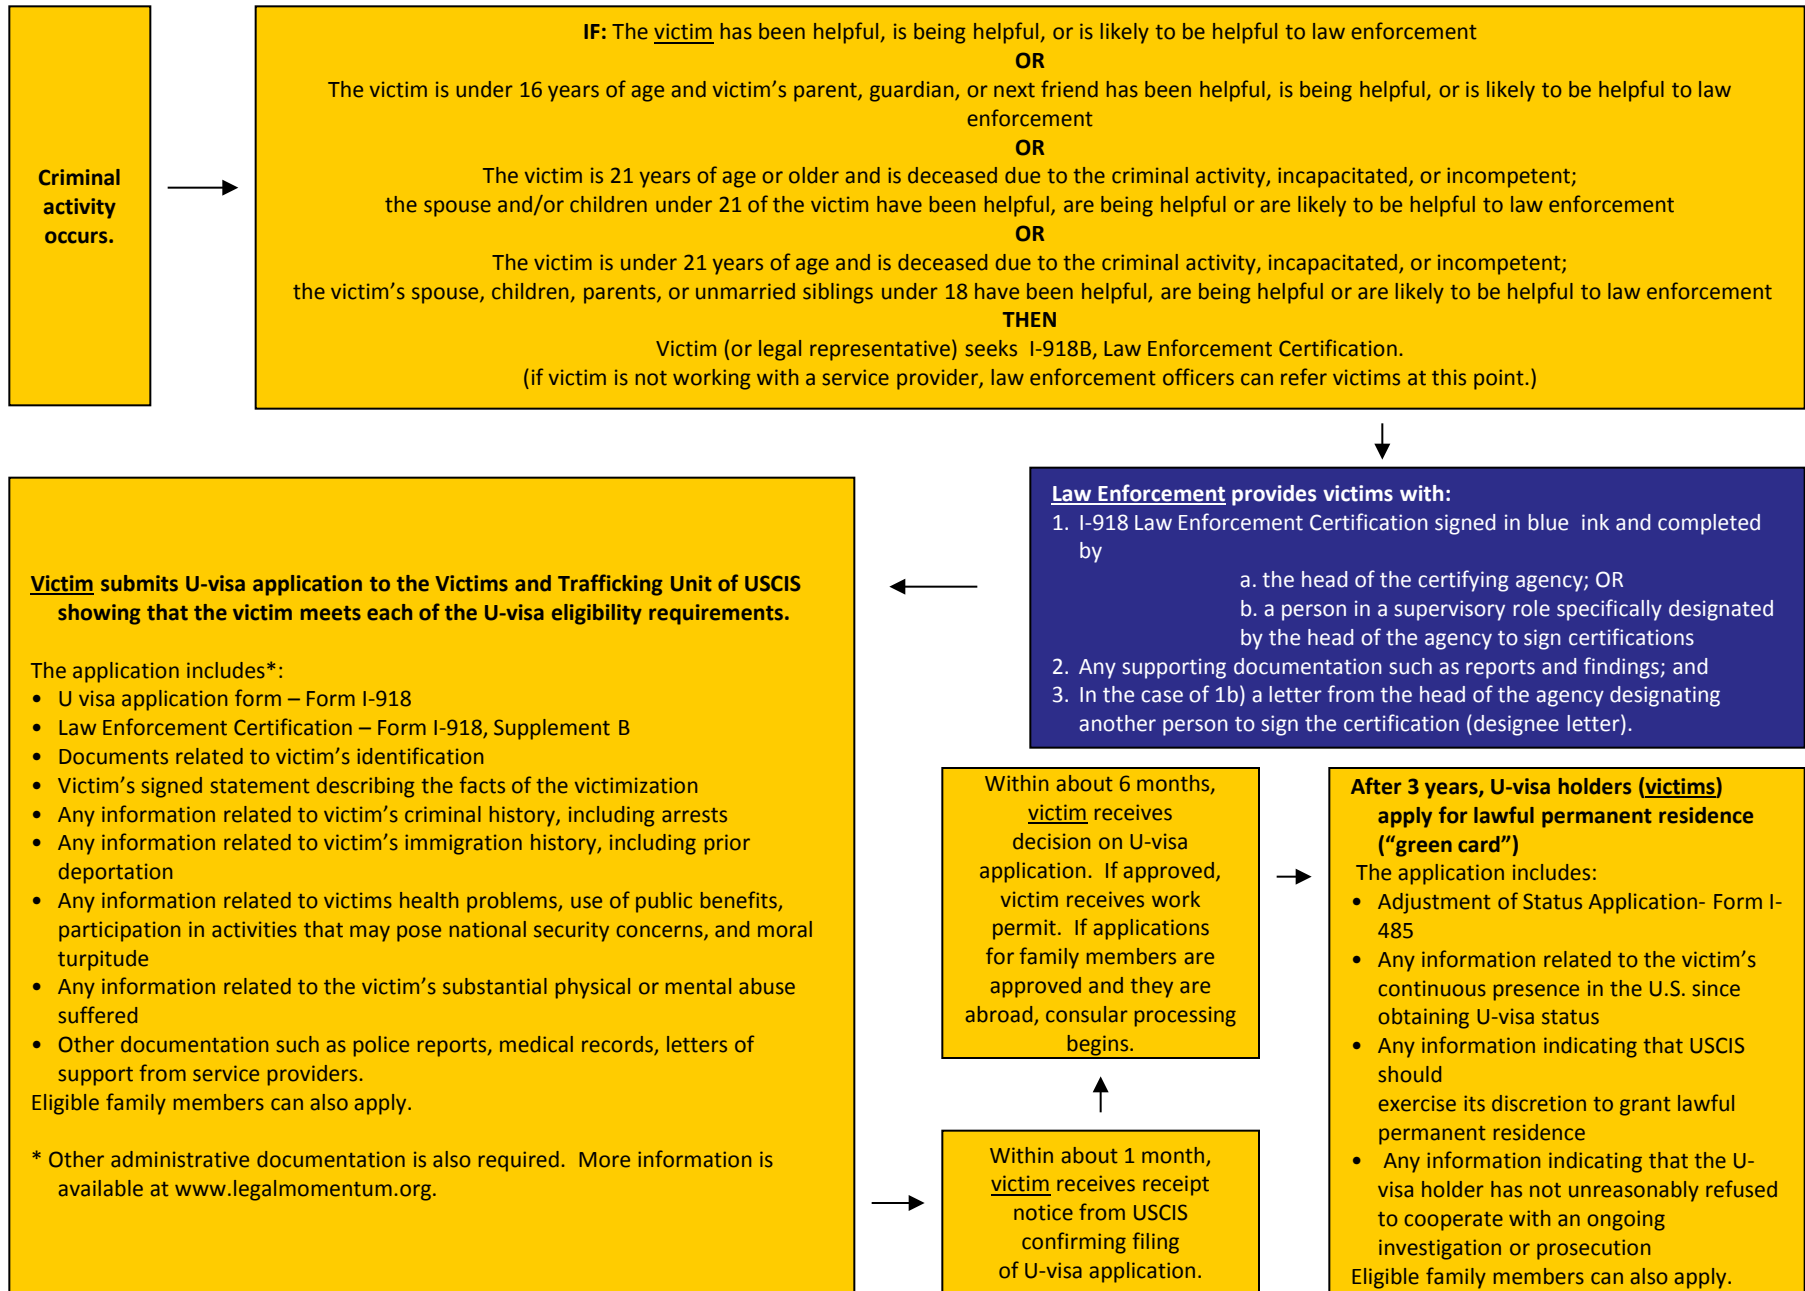 Criminal
activity
occurs.
IF: The victim has been helpful, is being helpful, or is likely to be helpful to law enforcement
OR
The victim is under 16 years of age and victim’s parent, guardian, or next friend has been helpful, is being helpful, or is likely to be helpful to law
enforcement
OR
The victim is 21 years of age or older and is deceased due to the criminal activity, incapacitated, or incompetent;
the spouse and/or children under 21 of the victim have been helpful, are being helpful or are likely to be helpful to law enforcement
OR
The victim is under 21 years of age and is deceased due to the criminal activity, incapacitated, or incompetent;
the victim’s spouse, children, parents, or unmarried siblings under 18 have been helpful, are being helpful or are likely to be helpful to law enforcement
THEN
Victim (or legal representative) seeks I-918B, Law Enforcement Certification.
(if victim is not working with a service provider, law enforcement officers can refer victims at this point.)
Law Enforcement provides victims with:
1. I-918 Law Enforcement Certification signed in blue ink and completed
by
a. the head of the certifying agency; OR
b. a person in a supervisory role specifically designated
by the head of the agency to sign certifications
2. Any supporting documentation such as reports and findings; and
3. In the case of 1b) a letter from the head of the agency designating
another person to sign the certification (designee letter).
Victim submits U-visa application to the Victims and Trafficking Unit of USCIS
showing that the victim meets each of the U-visa eligibility requirements.
The application includes*:
• U visa application form – Form I-918
• Law Enforcement Certification – Form I-918, Supplement B
• Documents related to victim’s identification
• Victim’s signed statement describing the facts of the victimization
• Any information related to victim’s criminal history, including arrests
• Any information related to victim’s immigration history, including prior
deportation
• Any information related to victims health problems, use of public benefits,
participation in activities that may pose national security concerns, and moral
turpitude
• Any information related to the victim’s substantial physical or mental abuse
suffered
• Other documentation such as police reports, medical records, letters of
support from service providers.
Eligible family members can also apply.
* Other administrative documentation is also required. More information is
available at www.legalmomentum.org.
Within about 1 month,
victim receives receipt
notice from USCIS
confirming filing
of U-visa application.
Within about 6 months,
victim receives
decision on U-visa
application. If approved,
victim receives work
permit. If applications
for family members are
approved and they are
abroad, consular processing
begins.
After 3 years, U-visa holders (victims)
apply for lawful permanent residence
(“green card”)
The application includes:
• Adjustment of Status Application- Form I-
485
• Any information related to the victim’s
continuous presence in the U.S. since
obtaining U-visa status
• Any information indicating that USCIS
should
exercise its discretion to grant lawful
permanent residence
• Any information indicating that the U-
visa holder has not unreasonably refused
to cooperate with an ongoing
investigation or prosecution
Eligible family members can also apply.